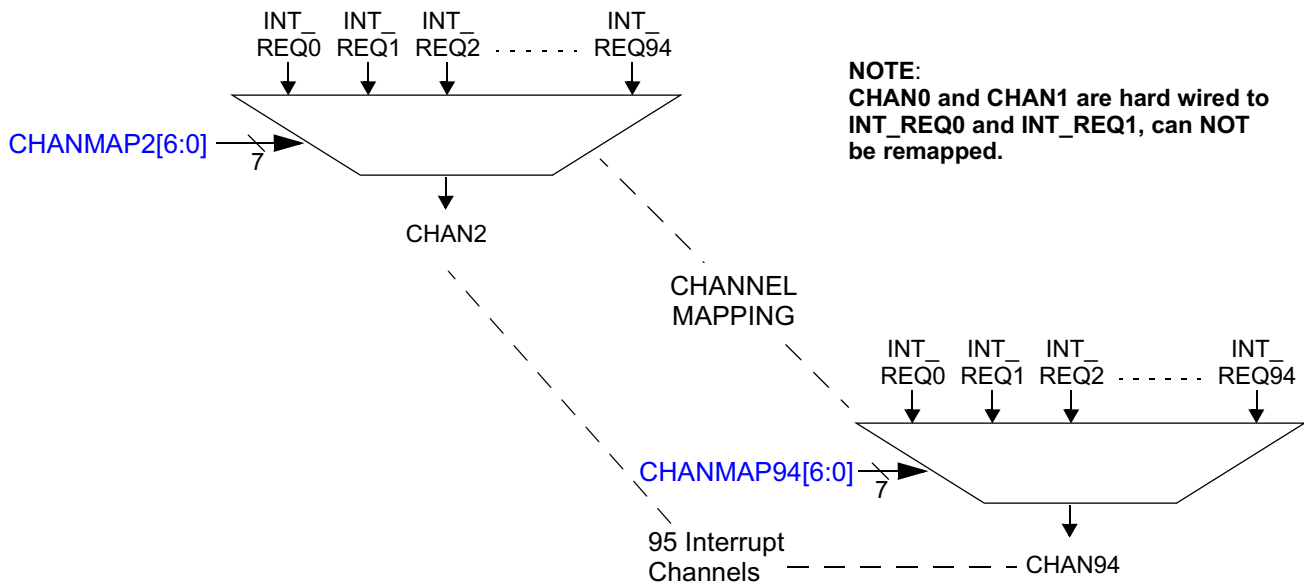 INT_ INT_ INT_ INT_
REQ0 REQ1 REQ2 REQ94
NOTE:
CHAN0 and CHAN1 are hard wired to
INT_REQ0 and INT_REQ1, can NOT
be remapped.
CHANMAP2[6:0]
7
CHAN2
CHANNEL
MAPPING
INT_ INT_ INT_ INT_
REQ0 REQ1 REQ2 REQ94
CHANMAP94[6:0]
7
95 Interrupt
Channels
CHAN94